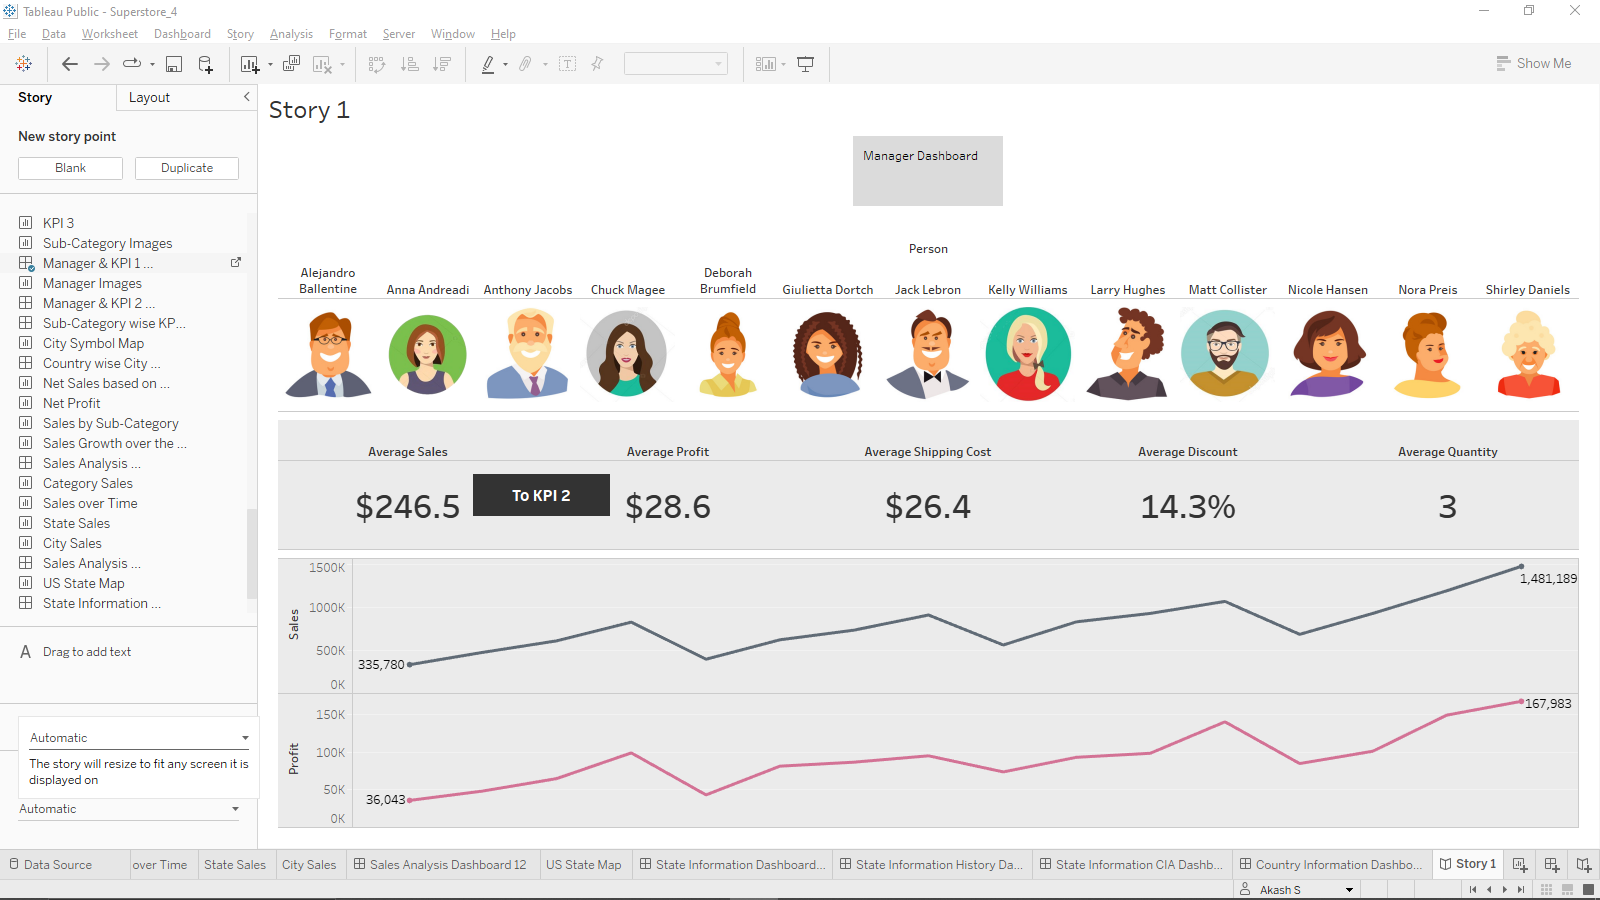 Tableau Public - Superstore_4
File Data Worksheet Dashboard Story Analysis Format Server Window Help
Show Me
Story Layout
New story point
Blank Duplicate
KPI 3
Sub-Category Images
Manager & KPI 1 ...
Manager Images
Manager & KPI 2 ...
Sub-Category wise KP...
City Symbol Map
Country wise City ...
Net Sales based on ...
Net Profit
Sales by Sub-Category
Sales Growth over the ...
Sales Analysis ...
Category Sales
Sales over Time
State Sales
City Sales
Sales Analysis ...
US State Map
State Information ...
A Drag to add text
Automatic
The story will resize to fit any screen it is
displayed on
Automatic
Story 1
Manager Dashboard
Person
Alejandro
Ballentine
Anna Andreadi
Anthony Jacobs
Chuck Magee
Deborah
Brumfield
Giulietta Dortch
Jack Lebron
Kelly Williams
Larry Hughes
Matt Collister
Nicole Hansen
Nora Preis
Shirley Daniels
Average Sales Average Profit Average Shipping Cost Average Discount Average Quantity
$246.5 To KPI 2 $28.6 $26.4 14.3% 3
Sales
1500K
1000K
500K
0K
335,780
1,481,189
Profit
150K
100K
50K
0K
36,043
167,983
Data Source over Time State Sales City Sales Sales Analysis Dashboard 12 US State Map State Information Dashboard... State Information History Da... State Information CIA Dashb... Country Information Dashbo... Story 1
Akash S